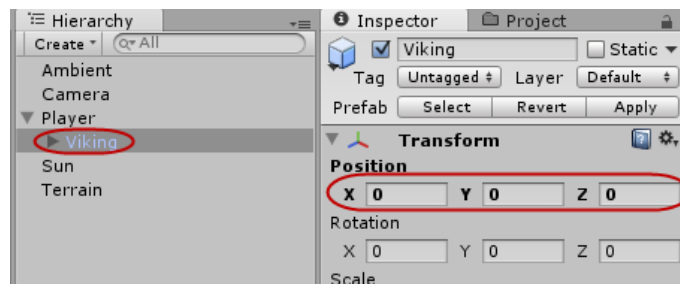 Hierarchy
Create All
Ambient
Camera
Player
Viking
Sun
Terrain
Inspector Project
Viking Static
Tag Untagged Layer Default
Prefab Select Revert Apply
Transform
Position
X 0 Y 0 Z 0
Rotation
X 0 Y 0 Z 0
Scale